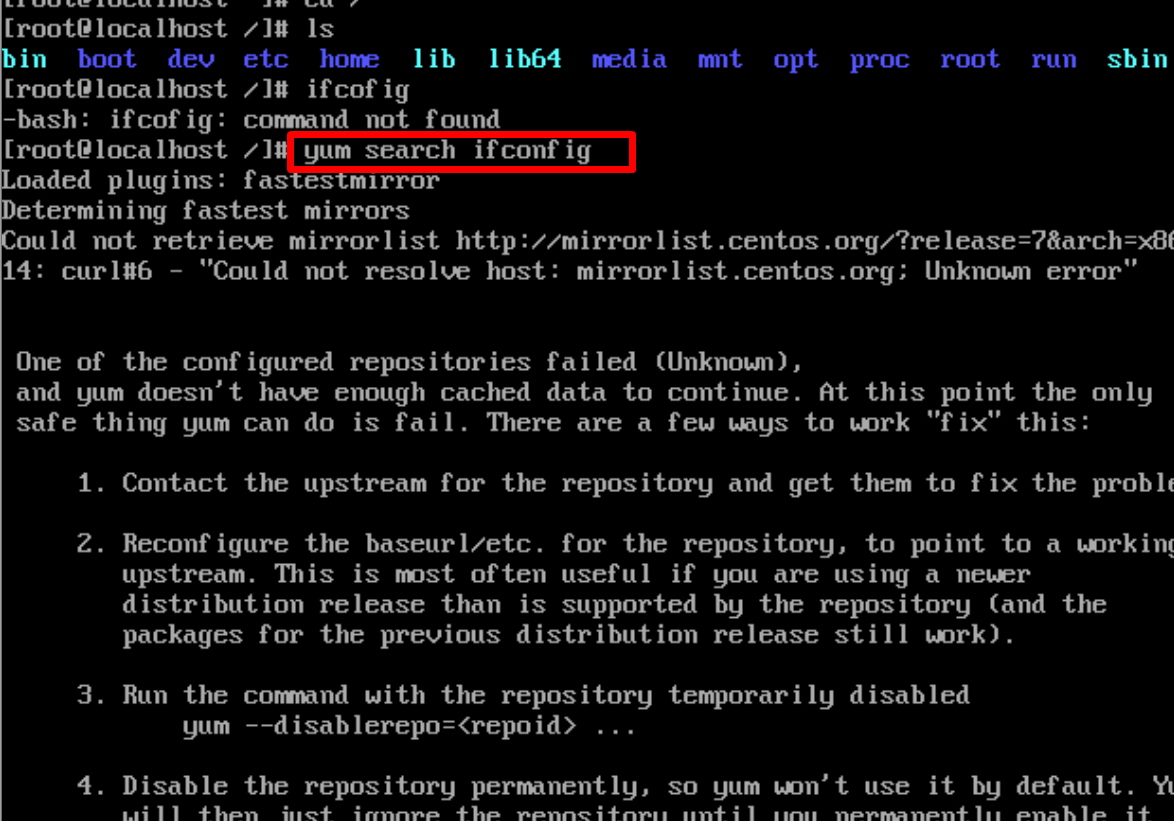 [root@localhost ~]# cd /
[root@localhost /]# ls
bin boot dev etc home lib lib64 media mnt opt proc root run sbin
[root@localhost /]# ifcofig
-bash: ifcofig: command not found
[root@localhost /]# yum search ifconfig
Loaded plugins: fastestmirror
Determining fastest mirrors
Could not retrieve mirrorlist http://mirrorlist.centos.org/?release=7&arch=x86
14: curl#6 - "Could not resolve host: mirrorlist.centos.org; Unknown error"
One of the configured repositories failed (Unknown),
and yum doesn't have enough cached data to continue. At this point the only
safe thing yum can do is fail. There are a few ways to work "fix" this:
1. Contact the upstream for the repository and get them to fix the proble
2. Reconfigure the baseurl/etc. for the repository, to point to a working
upstream. This is most often useful if you are using a newer
distribution release than is supported by the repository (and the
packages for the previous distribution release still work).
3. Run the command with the repository temporarily disabled
yum --disablerepo=<repoid> ...
4. Disable the repository permanently, so yum won't use it by default. Yu
will then just ignore the repository until you permanently enable it